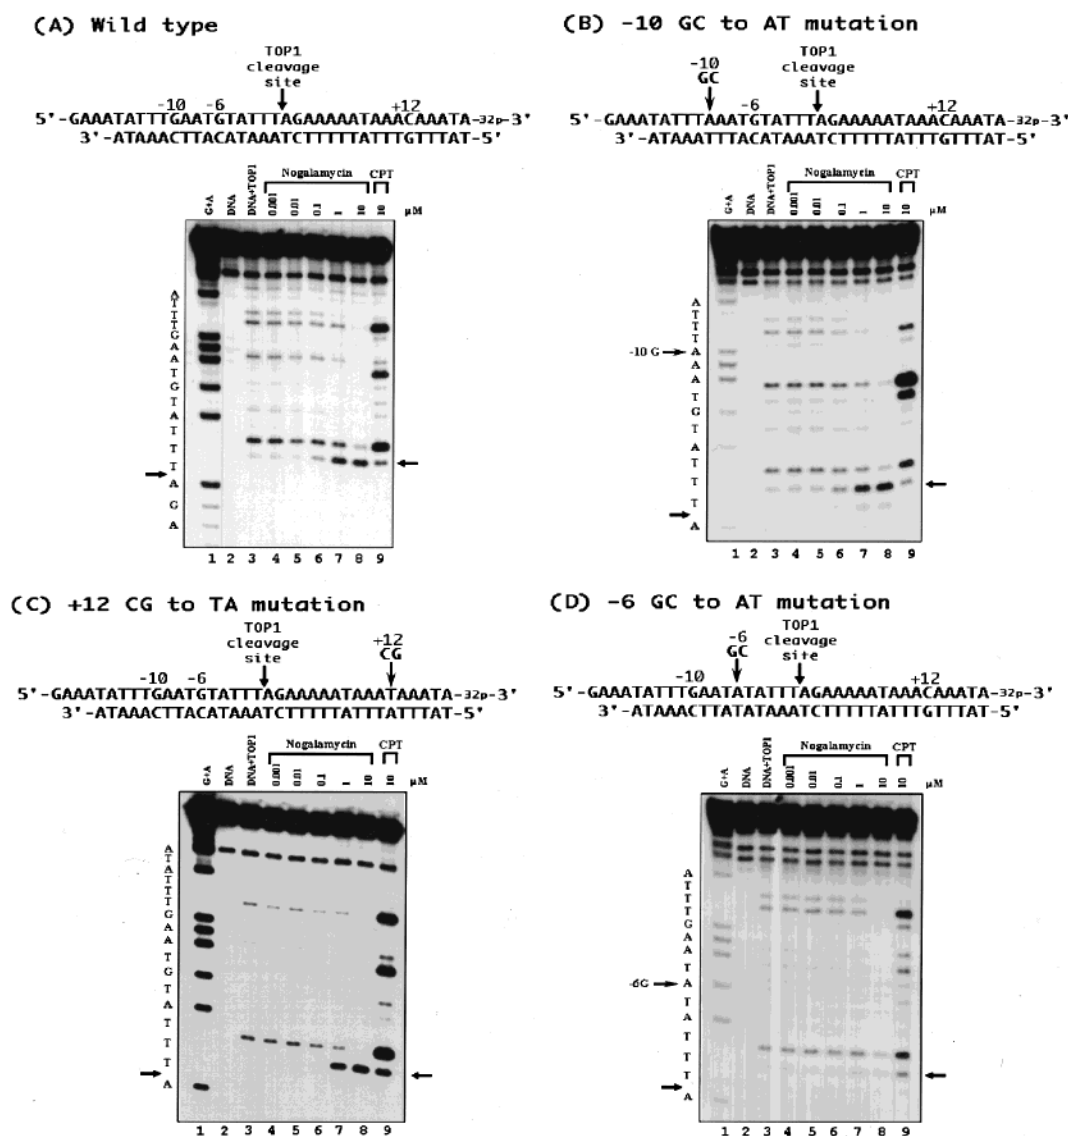 (A) Wild type
TOP1
cleavage
site
-10 -6 +12
5'-GAAATATTTGAATGTATTTAGAAAAATAAACAAATA-32p-3'
3'-ATAAACTTACATAAATCTTTTTATTTGTTTAT-5'
Nogalamycin CPT
G+A DNA DNA+TOP1 0.001 0.01 0.1 1 10 10 μM
A
T
T
T
G
A
A
T
G
T
A
T
T
T
A
G
A
1 2 3 4 5 6 7 8 9
(B) -10 GC to AT mutation
-10
GC
TOP1
cleavage
site
-6 +12
5'-GAAATATTTAAATGTATTTAGAAAAATAAACAAATA-32p-3'
3'-ATAAATTTACATAAATCTTTTTATTTGTTTAT-5'
Nogalamycin CPT
G+A DNA DNA+TOP1 0.001 0.01 0.1 1 10 10 μM
A
T
T
T
-10 G A
A
A
T
G
T
A
T
T
T
A
1 2 3 4 5 6 7 8 9
(C) +12 CG to TA mutation
TOP1
cleavage
site
+12
CG
-10 -6
5'-GAAATATTTGAATGTATTTAGAAAAATAAATAAATA-32p-3'
3'-ATAAACTTACATAAATCTTTTTATTTATTTAT-5'
Nogalamycin CPT
G+A DNA DNA+TOP1 0.001 0.01 0.1 1 10 10 μM
A
T
A
T
T
T
G
A
A
T
G
T
A
T
T
T
A
1 2 3 4 5 6 7 8 9
(D) -6 GC to AT mutation
-6
GC
TOP1
cleavage
site
-10 +12
5'-GAAATATTTGAATATATTTAGAAAAATAAACAAATA-32p-3'
3'-ATAAACTTATATAAATCTTTTTATTTGTTTAT-5'
Nogalamycin CPT
G+A DNA DNA+TOP1 0.001 0.01 0.1 1 10 10 μM
A
T
T
T
G
A
A
T
-6G A
T
A
T
T
T
A
1 2 3 4 5 6 7 8 9